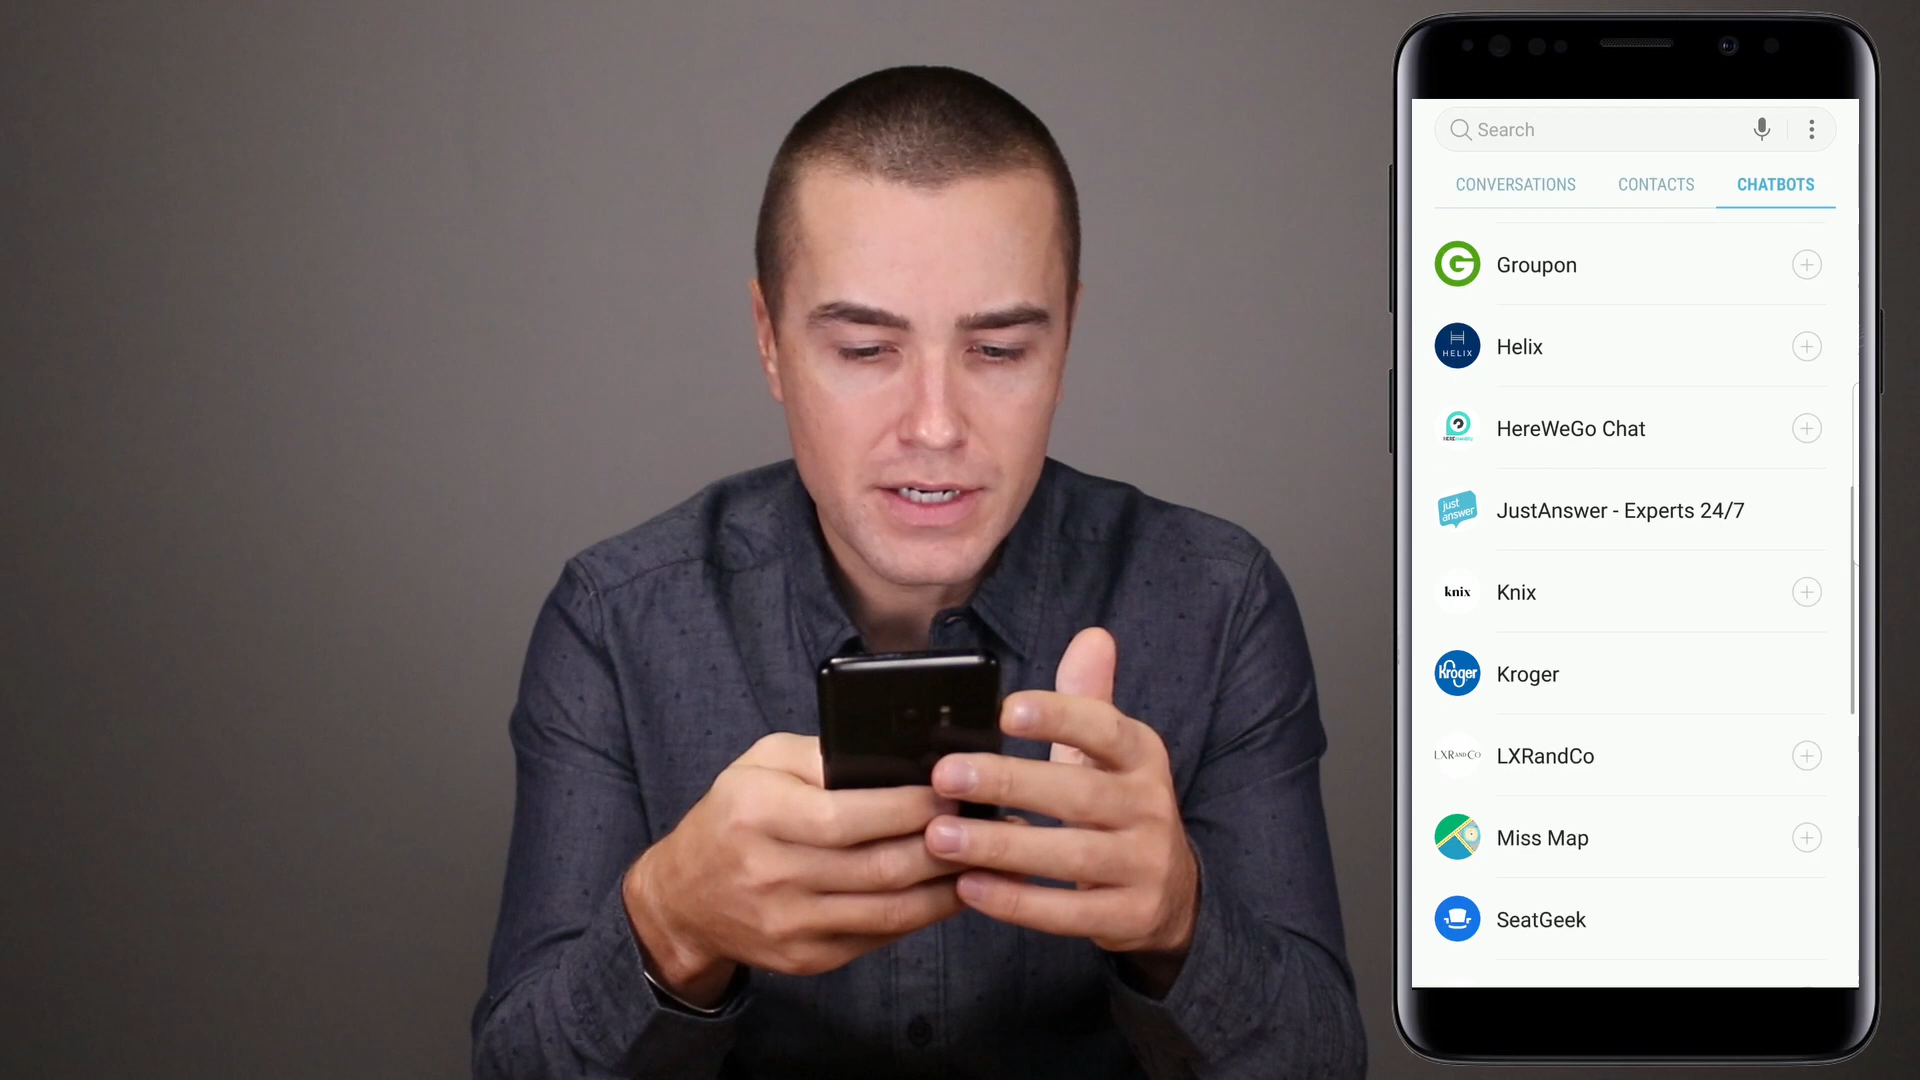 Search
CONVERSATIONS CONTACTS CHATBOTS
G Groupon
HELIX Helix
HERE HereWeGo Chat
just
answer JustAnswer - Experts 24/7
knix Knix
Kroger Kroger
LXRANDCO LXRandCo
Miss Map
SeatGeek